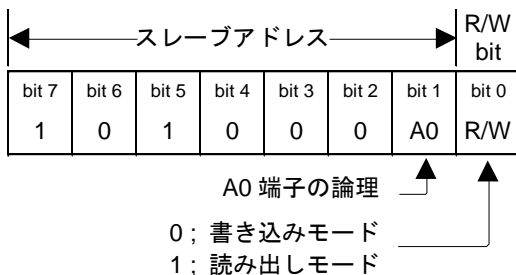 スレーブアドレス
R/W
bit
bit 7 bit 6 bit 5 bit 4 bit 3 bit 2 bit 1 bit 0
1 0 1 0 0 0 A0 R/W
A0 端子の論理
0 ; 書き込みモード
1 ; 読み出しモード